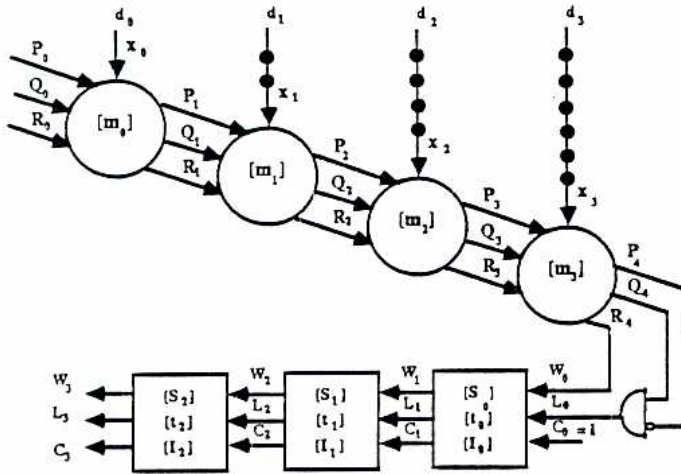 d₀ d₁ d₂ d₃
x₀
P₀
Q₀
R₀
[m₀]
P₁
Q₁
R₁
x₁
[m₁]
P₂
Q₂
R₂
x₂
[m₂]
P₃
Q₃
R₃
x₃
[m₃]
P₄
Q₄
R₄
W₃
L₃
C₃
[S₂]
[t₂]
[I₂]
W₂
L₂
C₂
[S₁]
[t₁]
[I₁]
W₁
L₁
C₁
[S₀]
[t₀]
[I₀]
W₀
L₀
C₀ = 1